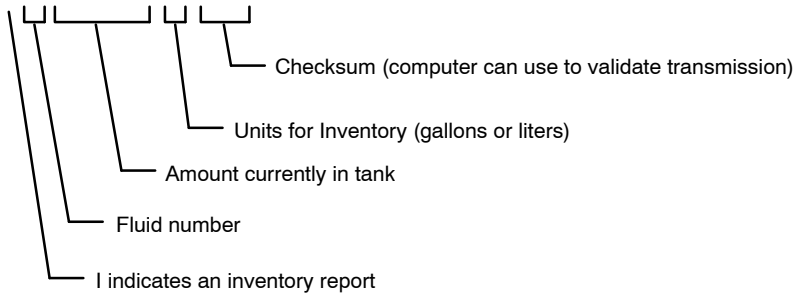 Checksum (computer can use to validate transmission)
Units for Inventory (gallons or liters)
Amount currently in tank
Fluid number
I indicates an inventory report